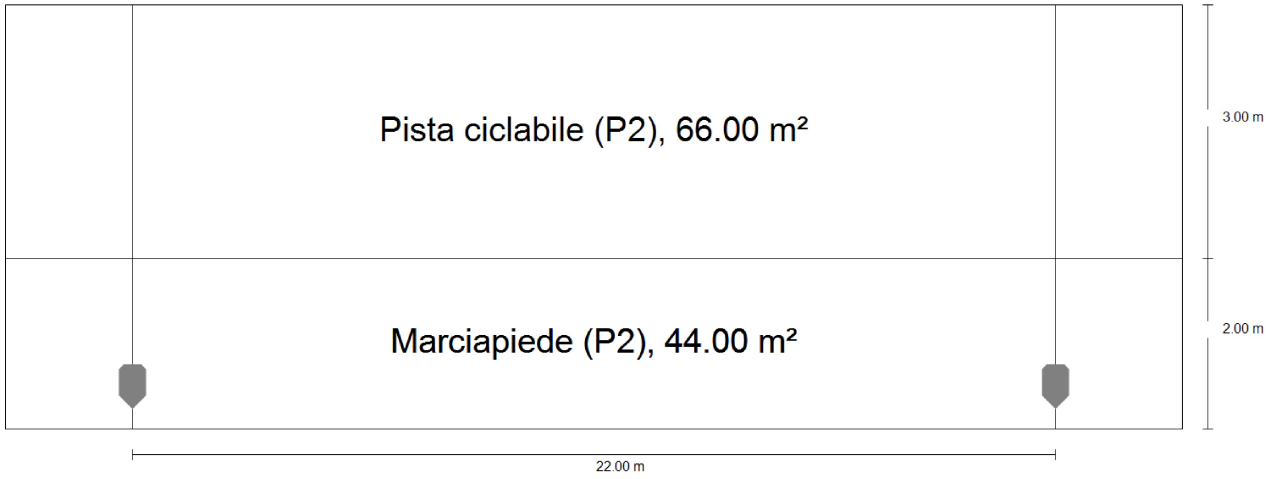 Pista ciclabile (P2), 66.00 m²
3.00 m
Marciapiede (P2), 44.00 m²
2.00 m
22.00 m